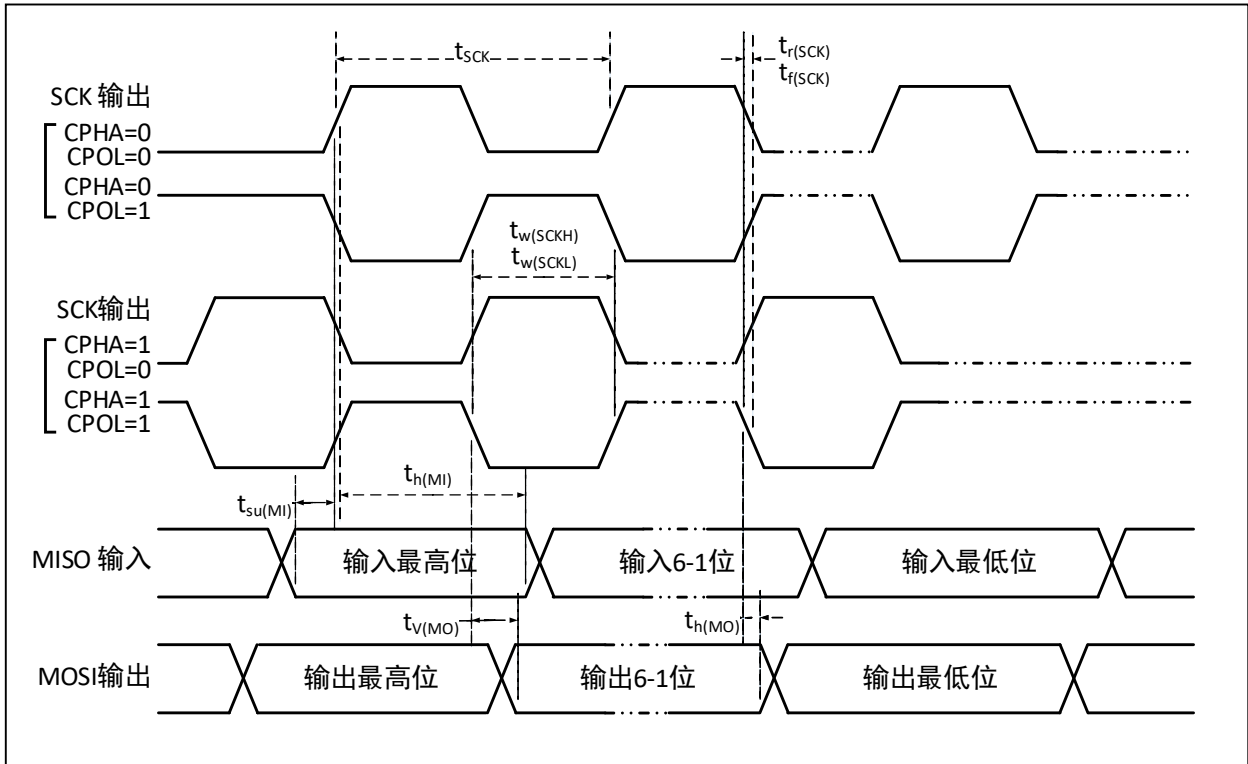 tSCK
tr(SCK)
tf(SCK)
SCK 输出
CPHA=0
CPOL=0
CPHA=0
CPOL=1
tw(SCKH)
tw(SCKL)
SCK输出
CPHA=1
CPOL=0
CPHA=1
CPOL=1
th(MI)
tsu(MI)
MISO 输入
输入最高位
输入6-1位
输入最低位
tV(MO)
th(MO)
MOSI输出
输出最高位
输出6-1位
输出最低位